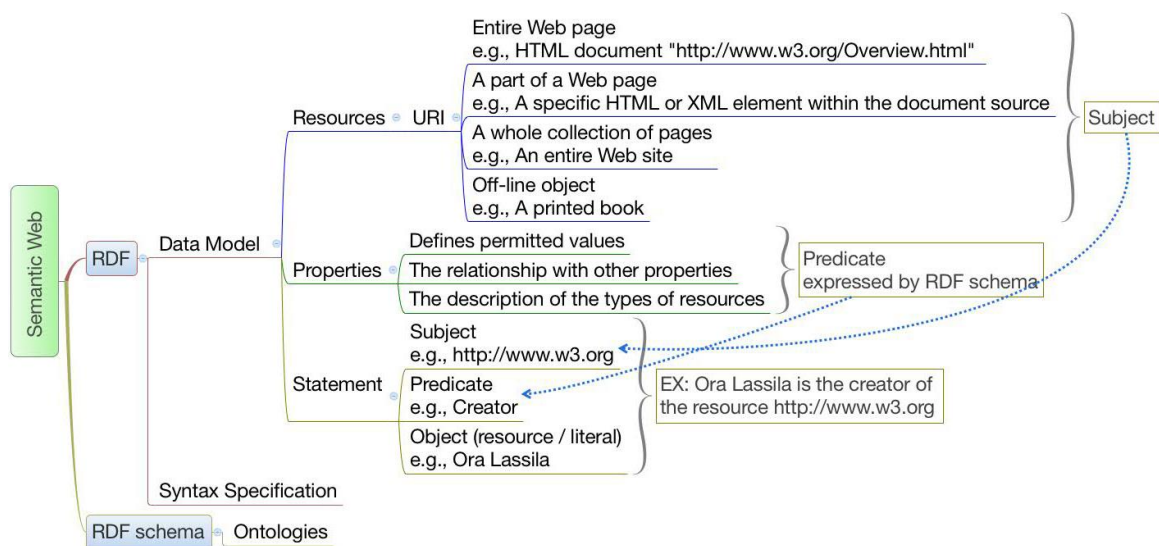 Semantic Web
RDF
Data Model
Resources
URI
Entire Web page
e.g., HTML document "http://www.w3.org/Overview.html"
A part of a Web page
e.g., A specific HTML or XML element within the document source
A whole collection of pages
e.g., An entire Web site
Off-line object
e.g., A printed book
Subject
Properties
Defines permitted values
The relationship with other properties
The description of the types of resources
Predicate
expressed by RDF schema
Statement
Subject
e.g., http://www.w3.org
Predicate
e.g., Creator
Object (resource / literal)
e.g., Ora Lassila
EX: Ora Lassila is the creator of
the resource http://www.w3.org
Syntax Specification
RDF schema
Ontologies